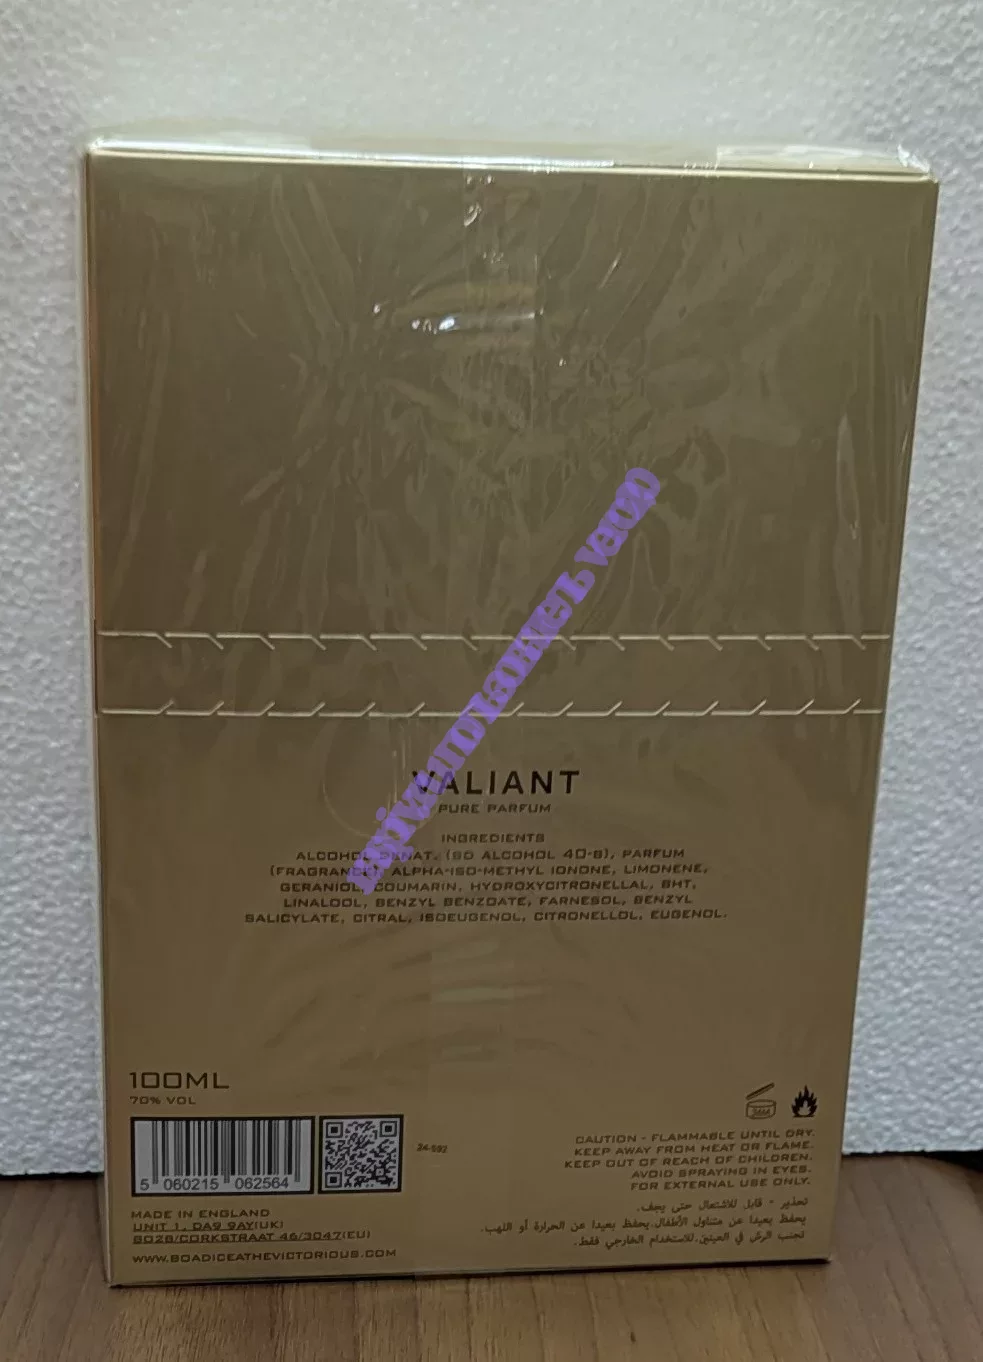 VALIANT
PURE PARFUM
INGREDIENTS
ALCOHOL DENAT. (SD ALCOHOL 40-B), PARFUM
(FRAGRANCE), ALPHA-ISO-METHYL IONONE, LIMONENE,
GERANIOL, COUMARIN, HYDROXYCITRONELLAL, BHT,
LINALOOL, BENZYL BENZOATE, FARNESOL, BENZYL
SALICYLATE, CITRAL, ISOEUGENOL, CITRONELLOL, EUGENOL.
100ML
70% VOL
5 060215 062564
24-592
MADE IN ENGLAND
UNIT 1, DA9 9AY(UK)
B028/CORKSTRAAT 46/3047(EU)
WWW.BOADICEATHEVICTORIOUS.COM
CAUTION - FLAMMABLE UNTIL DRY.
KEEP AWAY FROM HEAT OR FLAME.
KEEP OUT OF REACH OF CHILDREN.
AVOID SPRAYING IN EYES.
FOR EXTERNAL USE ONLY.
تحذير - قابل للاشتعال حتى يجف.
يحفظ بعيدا عن متناول الأطفال.يحفظ بعيدا عن الحرارة أو اللهب.
تجنب الرش في العينين.للاستخدام الخارجي فقط.